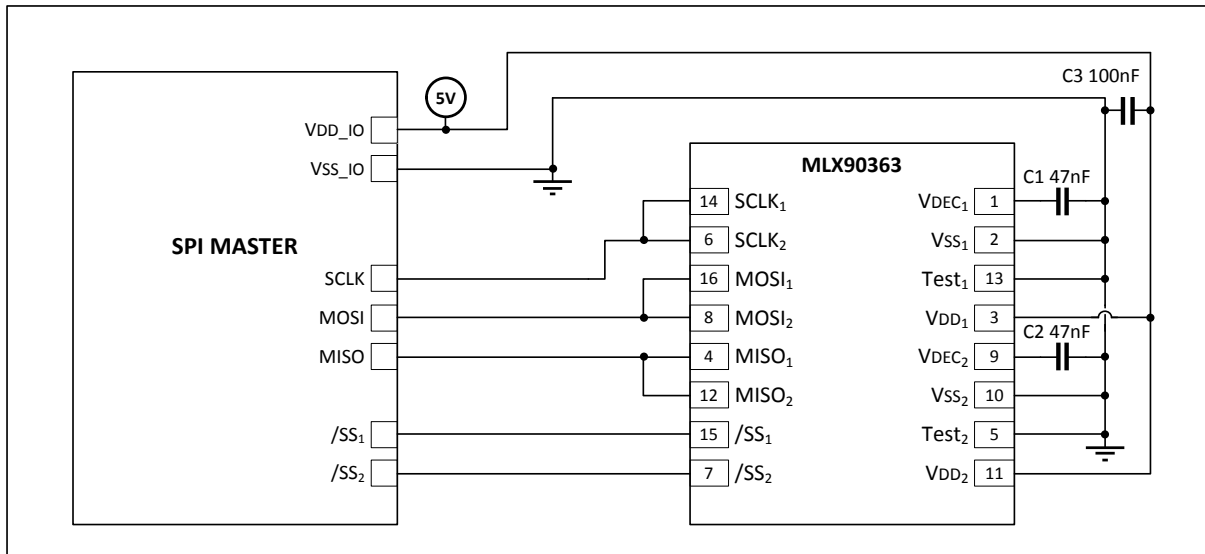 C3 100nF
5V
VDD_IO
VSS_IO
SPI MASTER
SCLK
MOSI
MISO
/SS₁
/SS₂
MLX90363
14 SCLK₁
6 SCLK₂
16 MOSI₁
8 MOSI₂
4 MISO₁
12 MISO₂
15 /SS₁
7 /SS₂
VDEC₁ 1
VSS₁ 2
Test₁ 13
VDD₁ 3
VDEC₂ 9
VSS₂ 10
Test₂ 5
VDD₂ 11
C1 47nF
C2 47nF